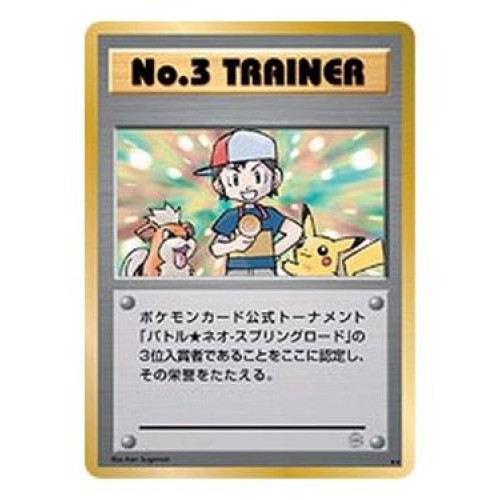 No.3 TRAINER
ポケモンカード公式トーナメント
「バトル★ネオ-スプリングロード」の
3位入賞者であることをここに認定し、
その栄誉をたたえる。
Illus. Ken Sugimori
★★